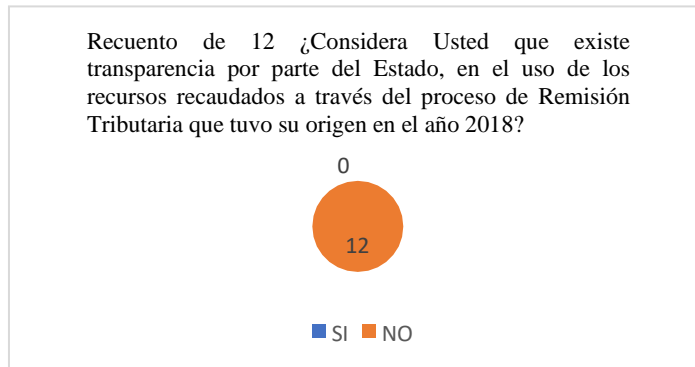 Recuento de 12 ¿Considera Usted que existe
transparencia por parte del Estado, en el uso de los
recursos recaudados a través del proceso de Remisión
Tributaria que tuvo su origen en el año 2018?
0
12
SI NO